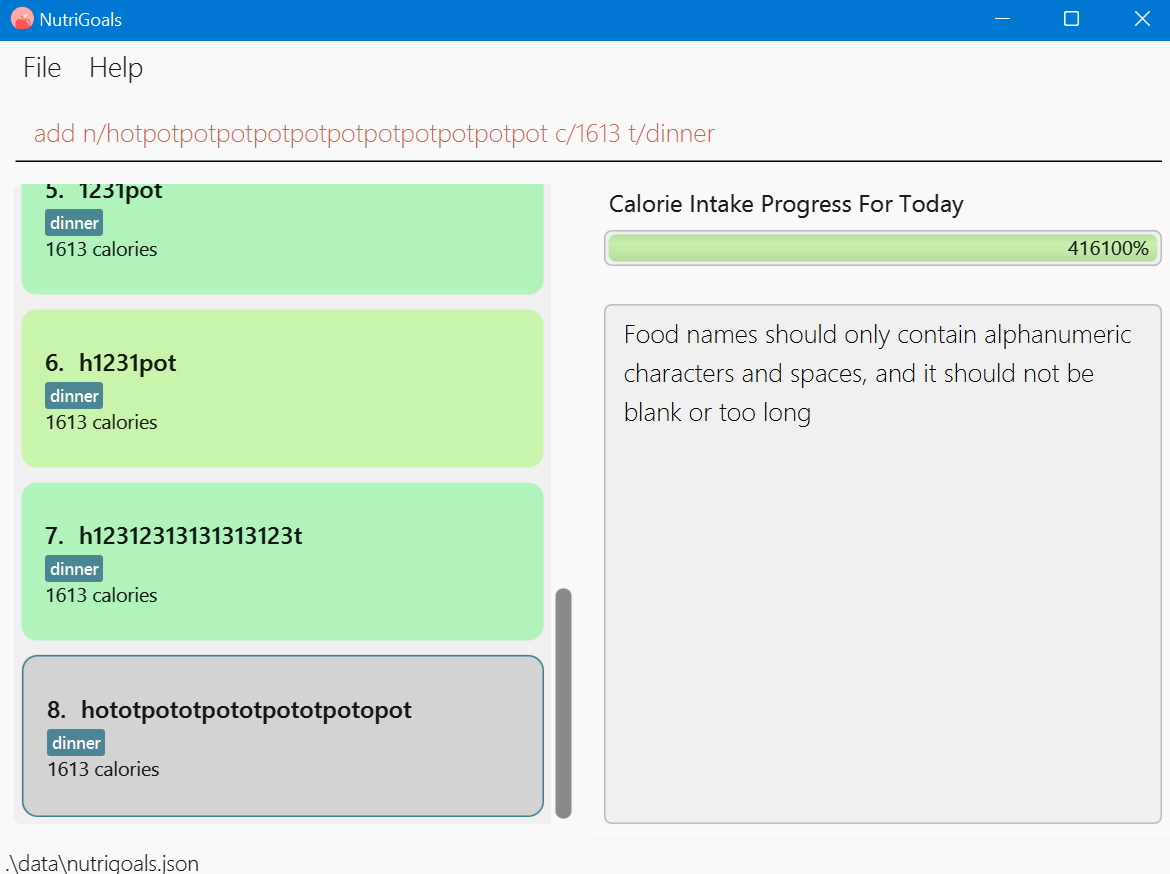 NutriGoals
File Help
add n/hotpotpotpotpotpotpotpotpotpotpotpot c/1613 t/dinner
5. 1231pot
dinner
1613 calories
6. h1231pot
dinner
1613 calories
7. h12312313131313123t
dinner
1613 calories
8. hototpototpototpototpotopot
dinner
1613 calories
Calorie Intake Progress For Today
416100%
Food names should only contain alphanumeric
characters and spaces, and it should not be
blank or too long
.\data\nutrigoals.json